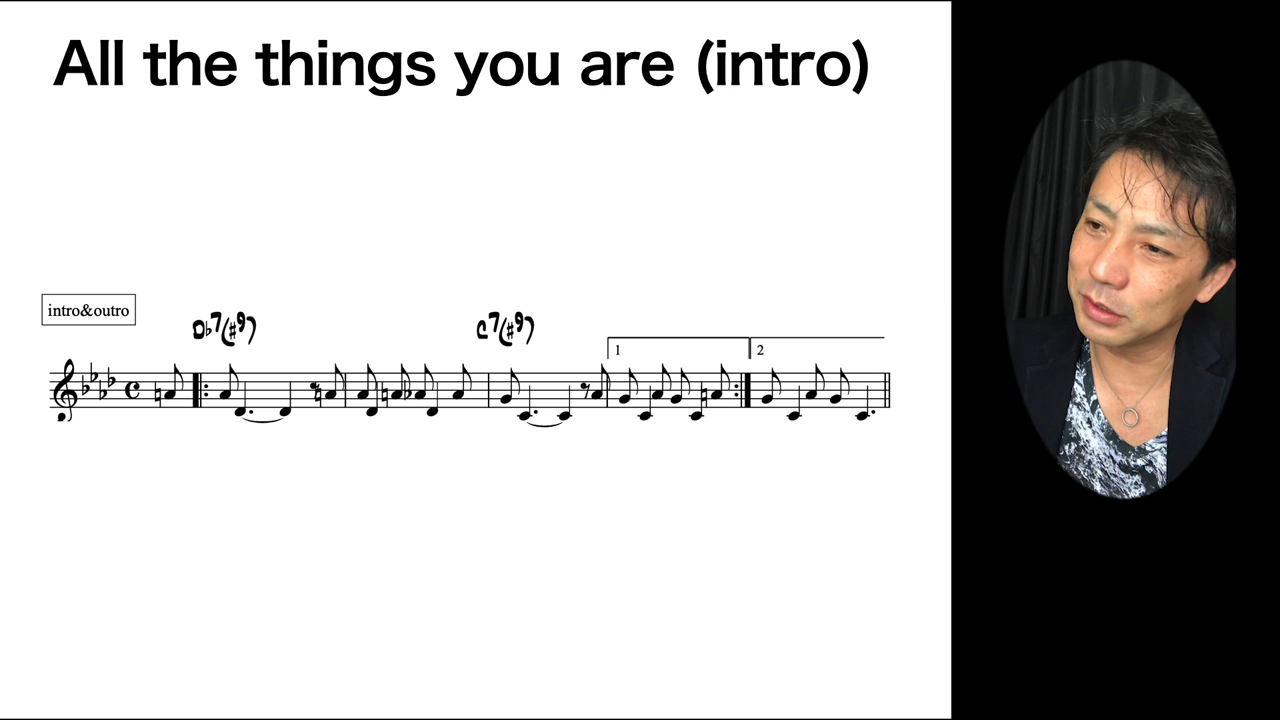 All the things you are (intro)
intro&outro
D♭7(♯9) C7(♯9)
1 2